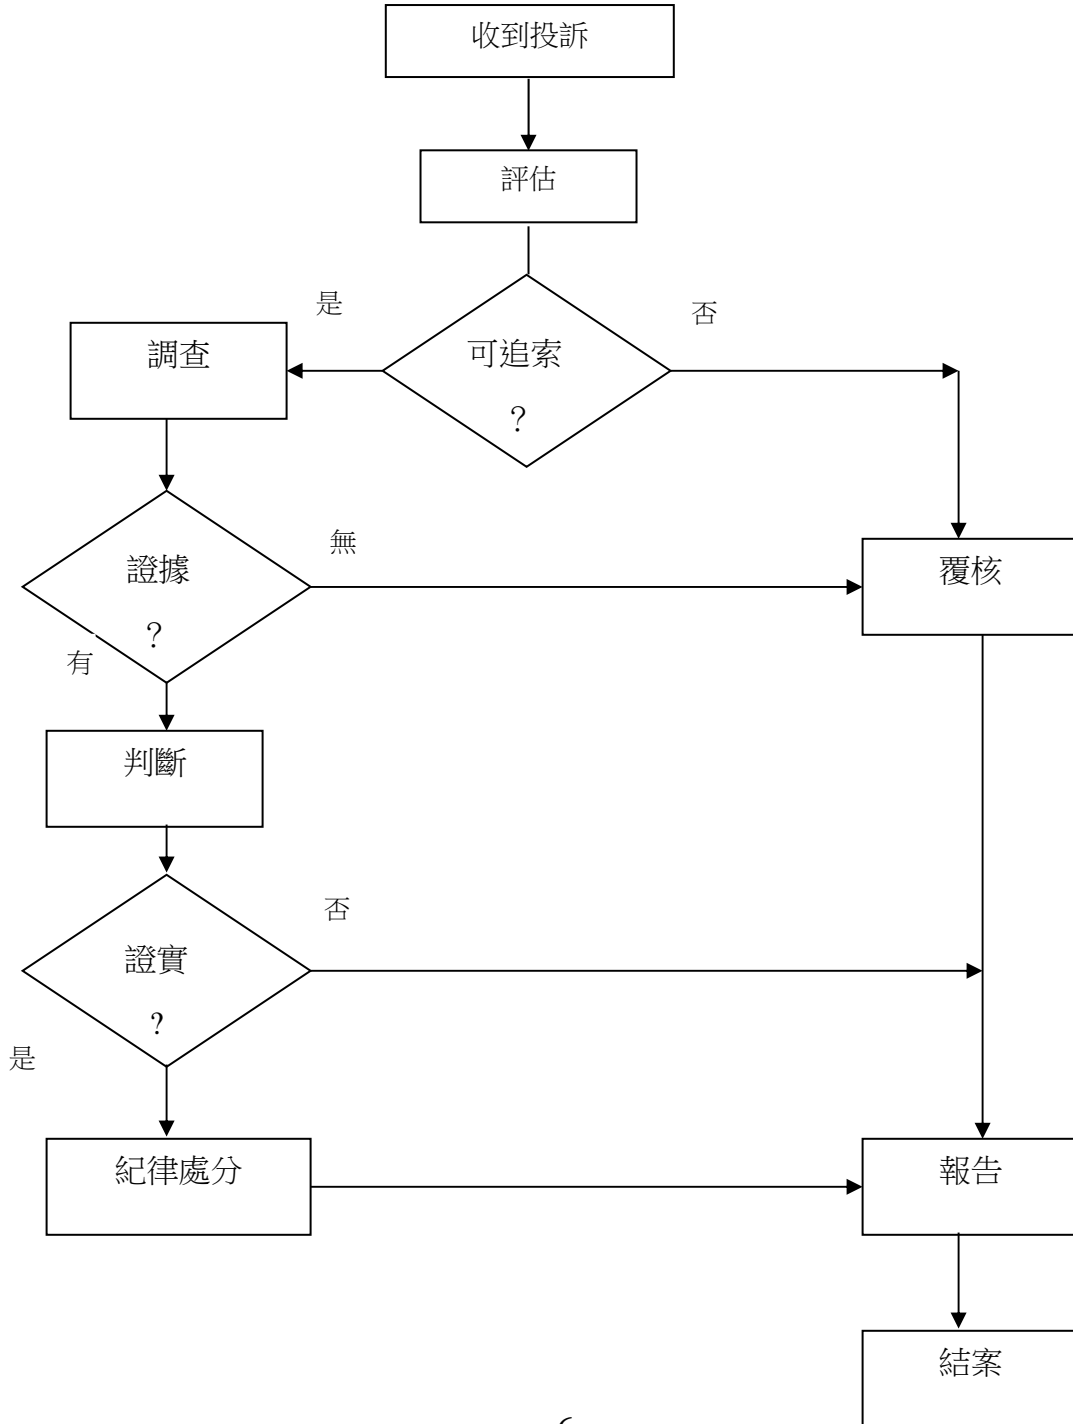 收到投訴
評估
是
否
調查
可追索
？
證據
？
無
覆核
有
判斷
否
證實
?
是
紀律處分
報告
結案